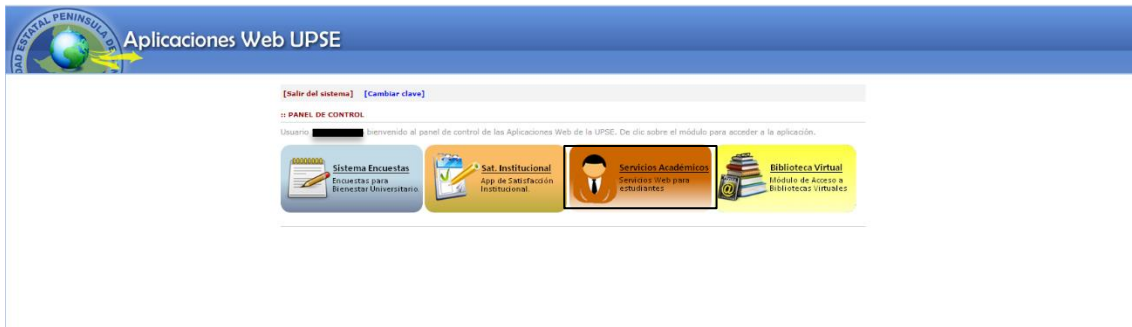 ESTATAL PENINSULA DE
Aplicaciones Web UPSE
[Salir del sistema] [Cambiar clave]
:: PANEL DE CONTROL
Usuario bienvenido al panel de control de las Aplicaciones Web de la UPSE. De clic sobre el módulo para acceder a la aplicación.
Sistema Encuestas
Encuestas para
Bienestar Universitario.
Sat. Institucional
App de Satisfacción
Institucional.
Servicios Académicos
Servicios Web para
estudiantes
Biblioteca Virtual
Módulo de Acceso a
Bibliotecas Virtuales